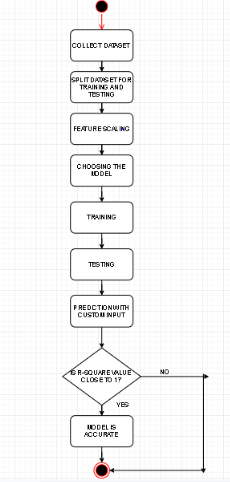 COLLECT DATASET
SPLIT DATASET FOR
TRAINING AND
TESTING
FEATURE SCALING
CHOOSING THE
MODEL
TRAINING
TESTING
PREDICTION WITH
CUSTOM INPUT
IS R-SQUARE VALUE
CLOSE TO 1?
NO
YES
MODEL IS
ACCURATE